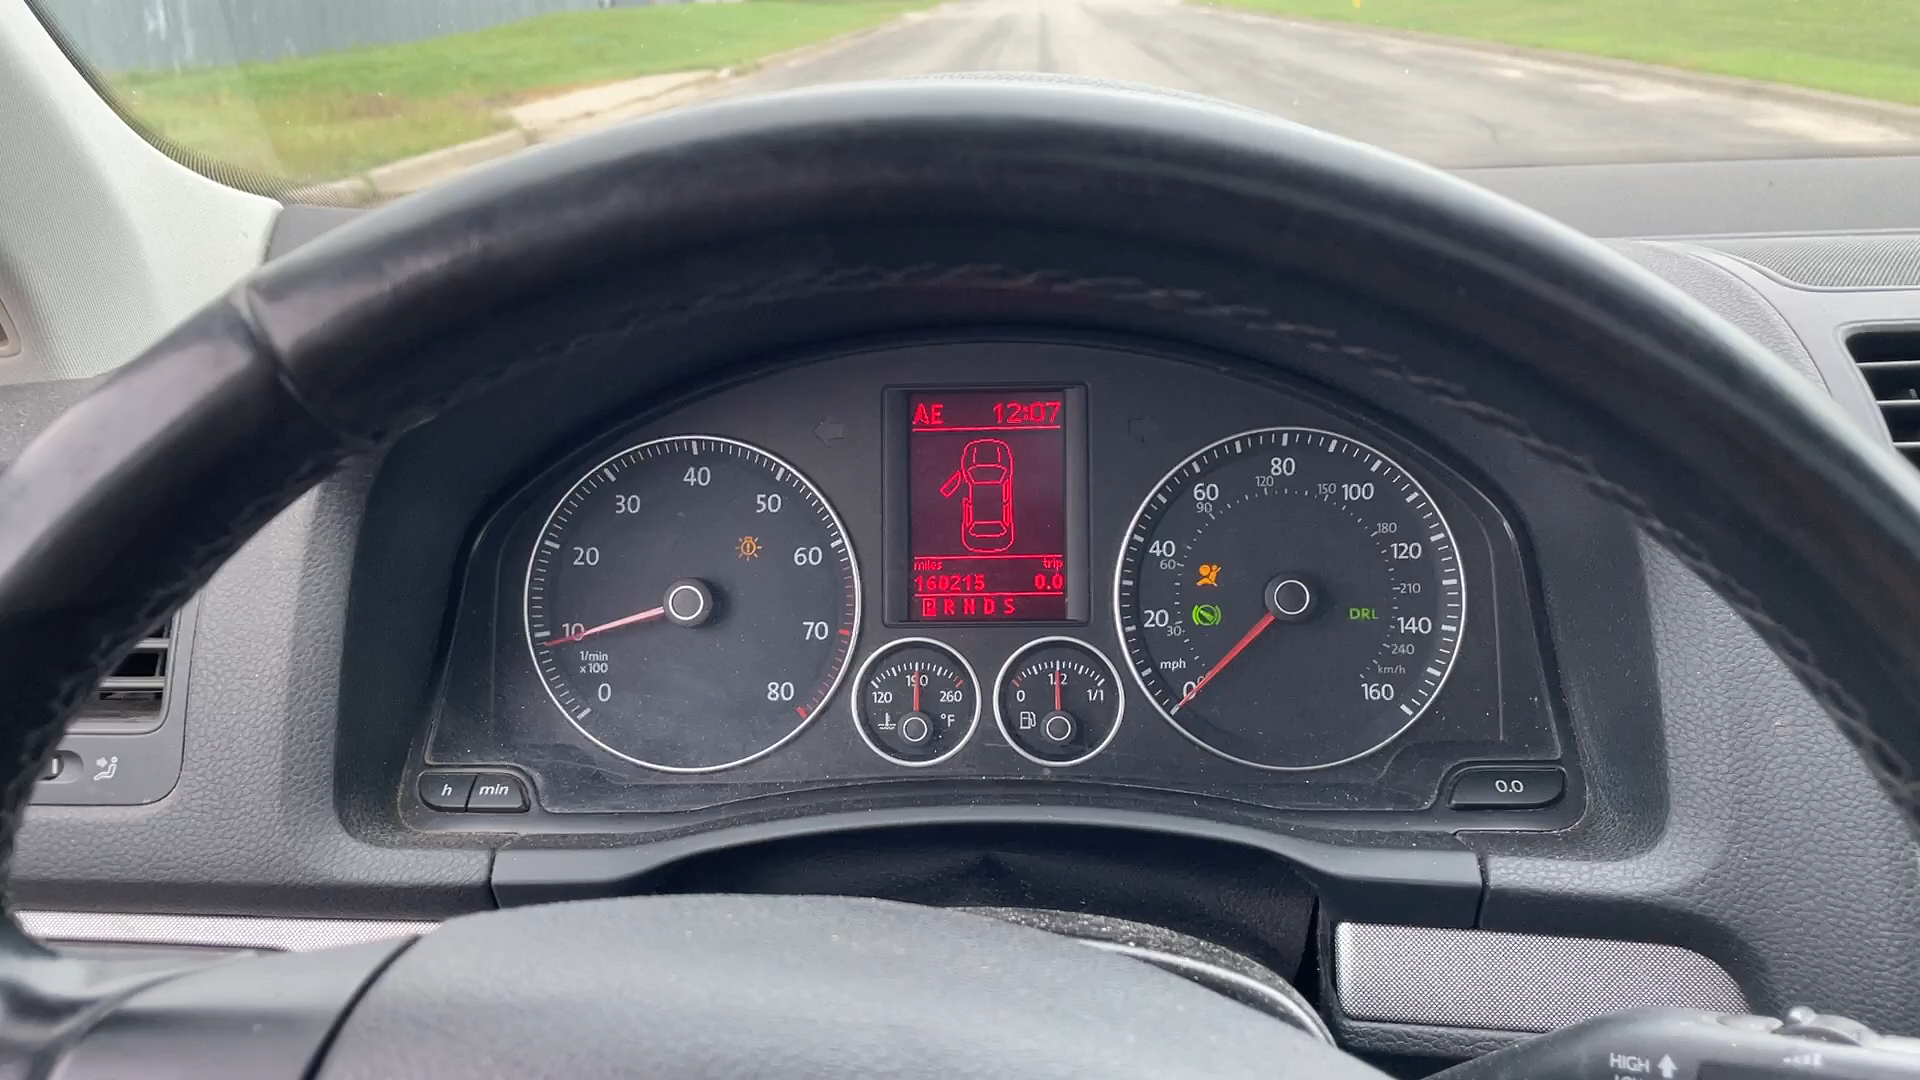 AE 12:07
miles trip
160215 0.0
P R N D S
0 10 20 30 40 50 60 70 80
1/min
x100
120 190 260
°F
0 1/2 1/1
0 20 40 60 80 100 120 140 160
mph
30 60 90 120 150 180 210 240
km/h
DRL
h min
0.0
HIGH